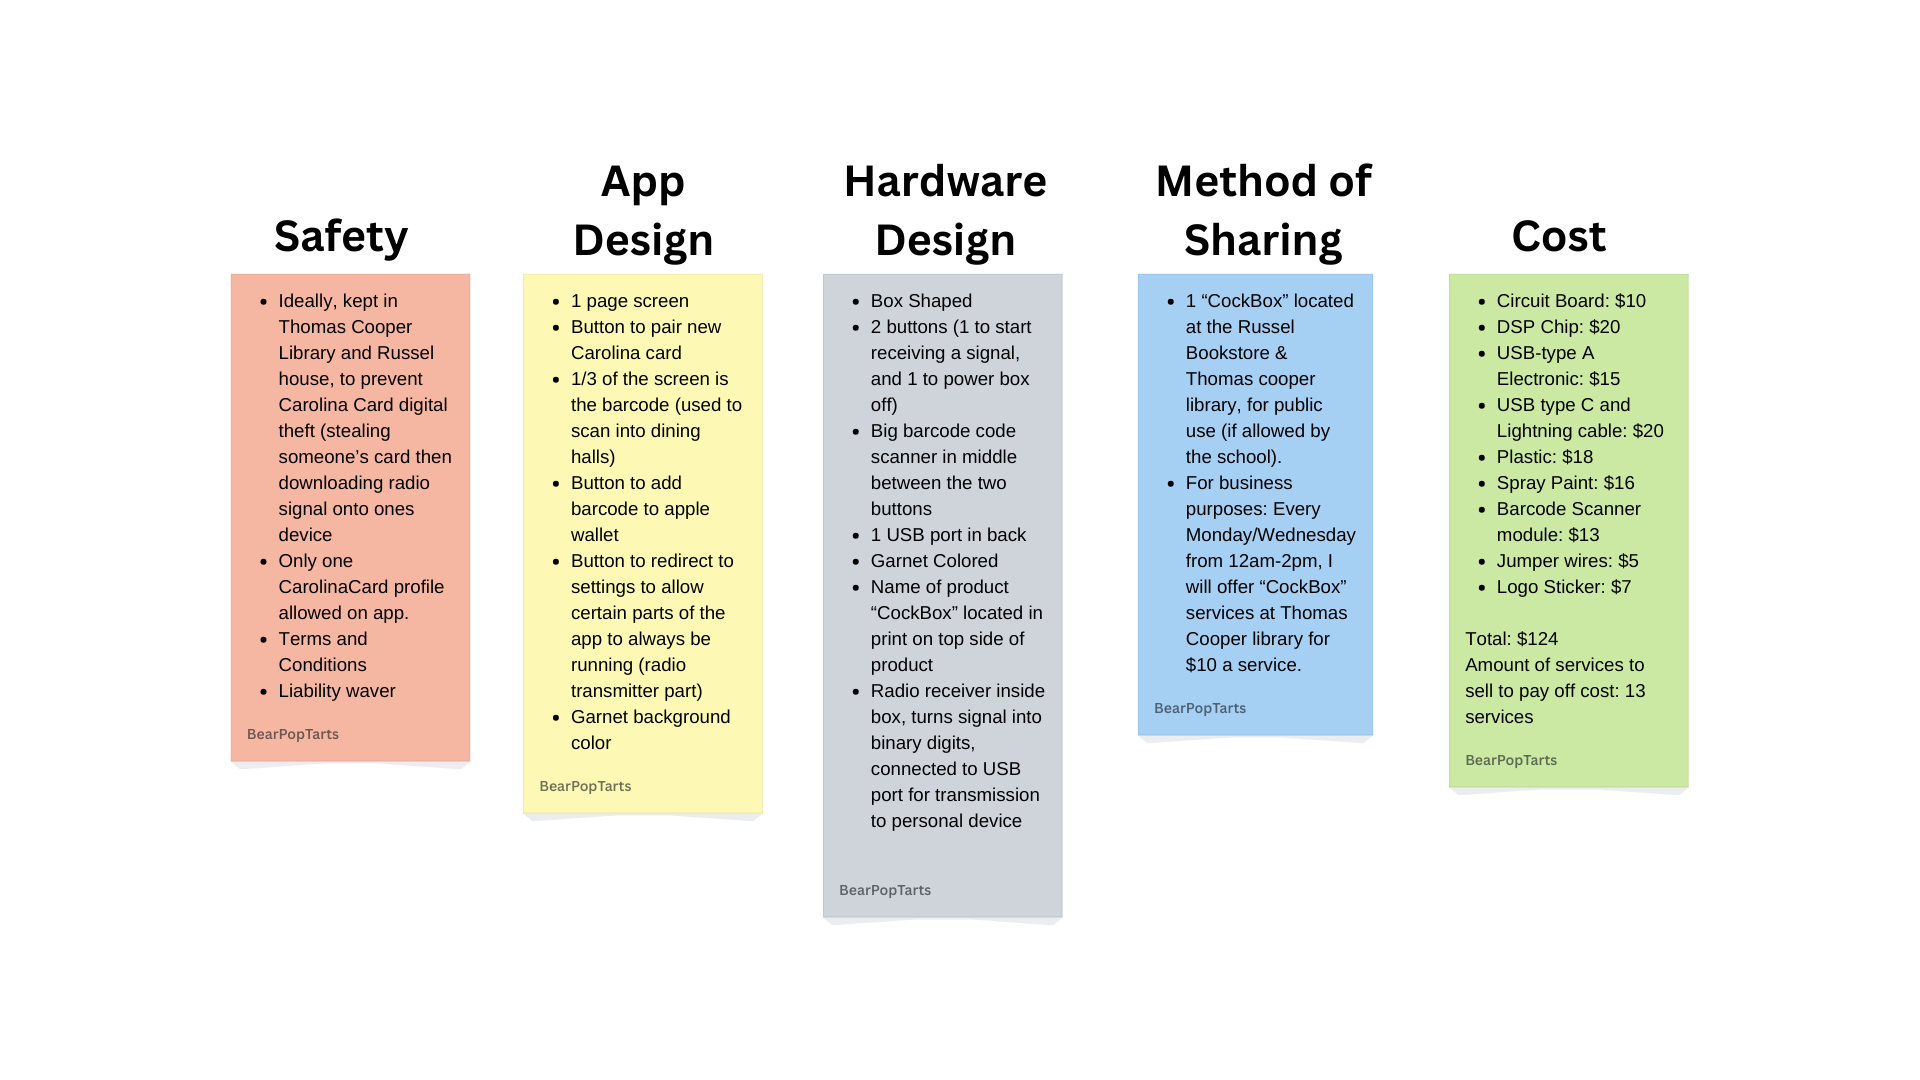 Safety
Ideally, kept in
Thomas Cooper
Library and Russel
house, to prevent
Carolina Card digital
theft (stealing
someone’s card then
downloading radio
signal onto ones
device
Only one
CarolinaCard profile
allowed on app.
Terms and
Conditions
Liability waver
BearPopTarts
App
Design
1 page screen
Button to pair new
Carolina card
1/3 of the screen is
the barcode (used to
scan into dining
halls)
Button to add
barcode to apple
wallet
Button to redirect to
settings to allow
certain parts of the
app to always be
running (radio
transmitter part)
Garnet background
color
BearPopTarts
Hardware
Design
Box Shaped
2 buttons (1 to start
receiving a signal,
and 1 to power box
off)
Big barcode code
scanner in middle
between the two
buttons
1 USB port in back
Garnet Colored
Name of product
“CockBox” located in
print on top side of
product
Radio receiver inside
box, turns signal into
binary digits,
connected to USB
port for transmission
to personal device
BearPopTarts
Method of
Sharing
1 “CockBox” located
at the Russel
Bookstore &
Thomas cooper
library, for public
use (if allowed by
the school).
For business
purposes: Every
Monday/Wednesday
from 12am-2pm, I
will offer “CockBox”
services at Thomas
Cooper library for
$10 a service.
BearPopTarts
Cost
Circuit Board: $10
DSP Chip: $20
USB-type A
Electronic: $15
USB type C and
Lightning cable: $20
Plastic: $18
Spray Paint: $16
Barcode Scanner
module: $13
Jumper wires: $5
Logo Sticker: $7
Total: $124
Amount of services to
sell to pay off cost: 13
services
BearPopTarts